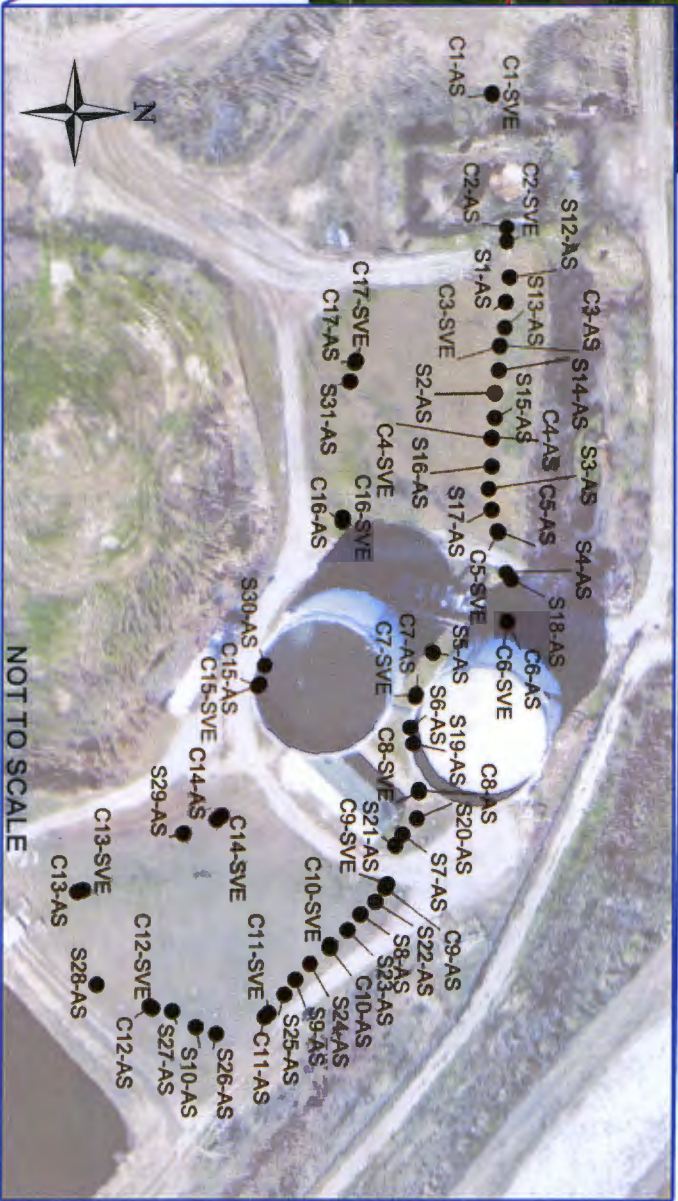 N
C1-SVE
C1-AS
S12-AS
C2-SVE
C2-AS
C3-AS
S13-AS
S1-AS
C3-SVE
S14-AS
S15-AS
S2-AS
C4-AS
C4-SVE
S3-AS
S16-AS
C5-AS
S17-AS
C5-SVE
S4-AS
S18-AS
C6-AS
C6-SVE
C17-SVE
C17-AS
S31-AS
C16-SVE
C16-AS
S5-AS
C7-AS
C7-SVE
S6-AS
S19-AS
C8-AS
C8-SVE
S20-AS
S7-AS
S21-AS
C9-SVE
C9-AS
S22-AS
S8-AS
S23-AS
C10-SVE
C10-AS
S24-AS
S9-AS
S25-AS
C11-SVE
C11-AS
S30-AS
C15-AS
C15-SVE
C14-AS
C14-SVE
S29-AS
C13-SVE
C13-AS
S28-AS
C12-SVE
C12-AS
S27-AS
S10-AS
S26-AS
NOT TO SCALE